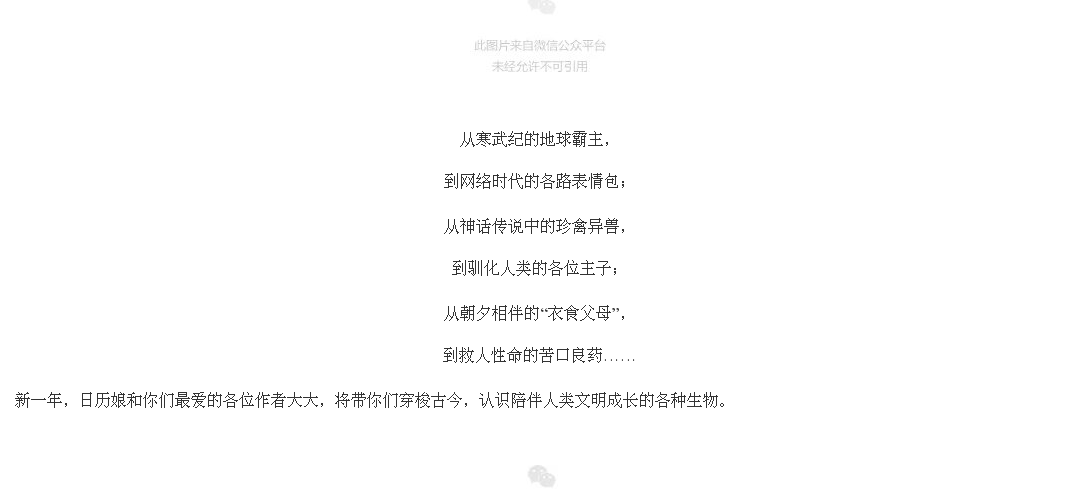 此图片来自微信公众平台
未经允许不可引用
从寒武纪的地球霸主，
到网络时代的各路表情包；
从神话传说中的珍禽异兽，
到驯化人类的各位主子；
从朝夕相伴的“衣食父母”，
到救人性命的苦口良药……
新一年，日历娘和你们最爱的各位作者大大，将带你们穿梭古今，认识陪伴人类文明成长的各种生物。